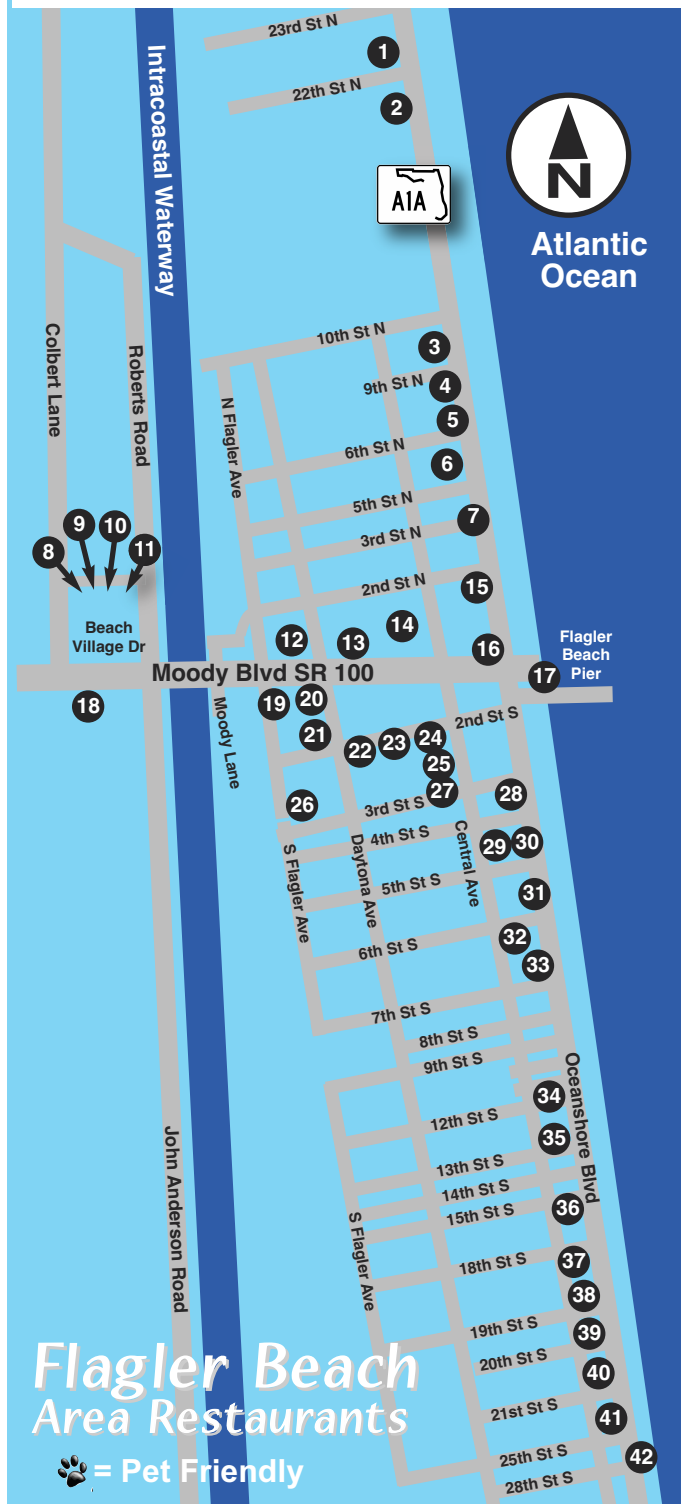 23rd St N
1
22th St N
2
Intracoastal Waterway
A1A
N
Atlantic
Ocean
Colbert Lane
Roberts Road
10th St N
3
9th St N
4
5
N Flagler Ave
6th St N
6
5th St N
7
3rd St N
8
9
10
11
2nd St N
15
Beach
Village Dr
12
13
14
16
Flagler
Beach
Pier
17
Moody Blvd SR 100
18
Moody Lane
19
20
21
2nd St S
22
23
24
25
26
27
28
3rd St S
4th St S
S Flagler Ave
Daytona Ave
Central Ave
29
30
5th St S
31
32
6th St S
33
7th St S
8th St S
9th St S
Oceanshore Blvd
34
12th St S
35
John Anderson Road
13th St S
14th St S
15th St S
36
S Flagler Ave
18th St S
37
38
19th St S
39
20th St S
40
21st St S
41
25th St S
42
28th St S
Flagler Beach
Area Restaurants
= Pet Friendly